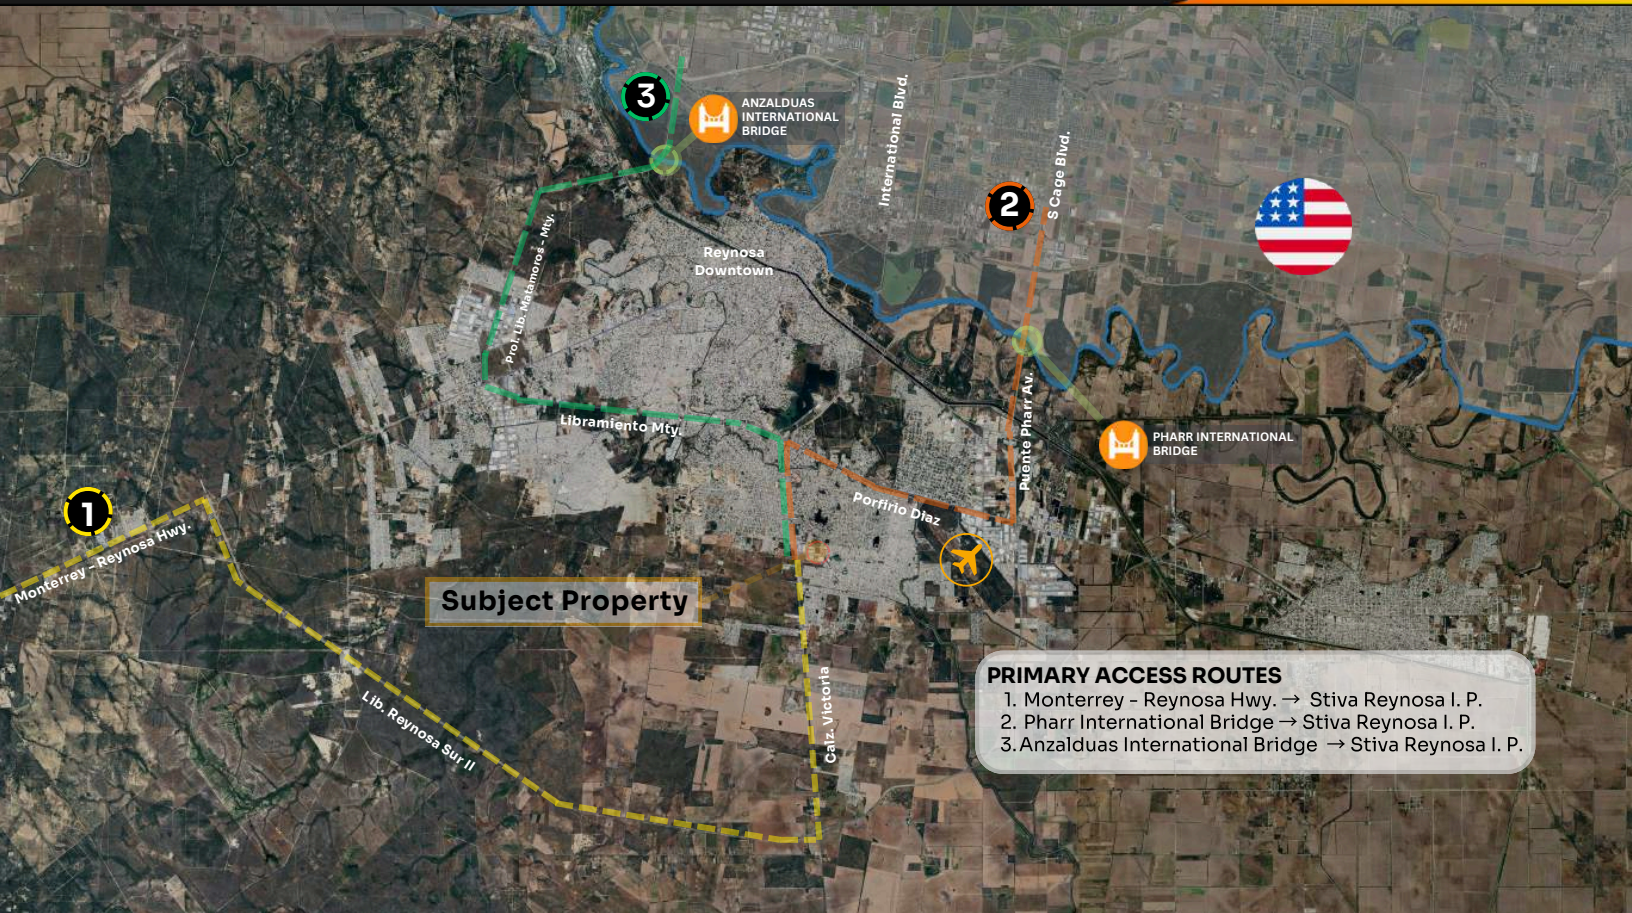 3
ANZALDUAS
INTERNATIONAL
BRIDGE
International Blvd.
S Cage Blvd.
2
Prol. Lib. Matamoros - Mty.
Reynosa
Downtown
Libramiento Mty.
Puente Pharr Av.
PHARR INTERNATIONAL
BRIDGE
1
Monterrey - Reynosa Hwy.
Porfirio Diaz
Subject Property
Lib. Reynosa Sur II
Calz. Victoria
PRIMARY ACCESS ROUTES
1. Monterrey - Reynosa Hwy. → Stiva Reynosa I. P.
2. Pharr International Bridge → Stiva Reynosa I. P.
3. Anzalduas International Bridge → Stiva Reynosa I. P.